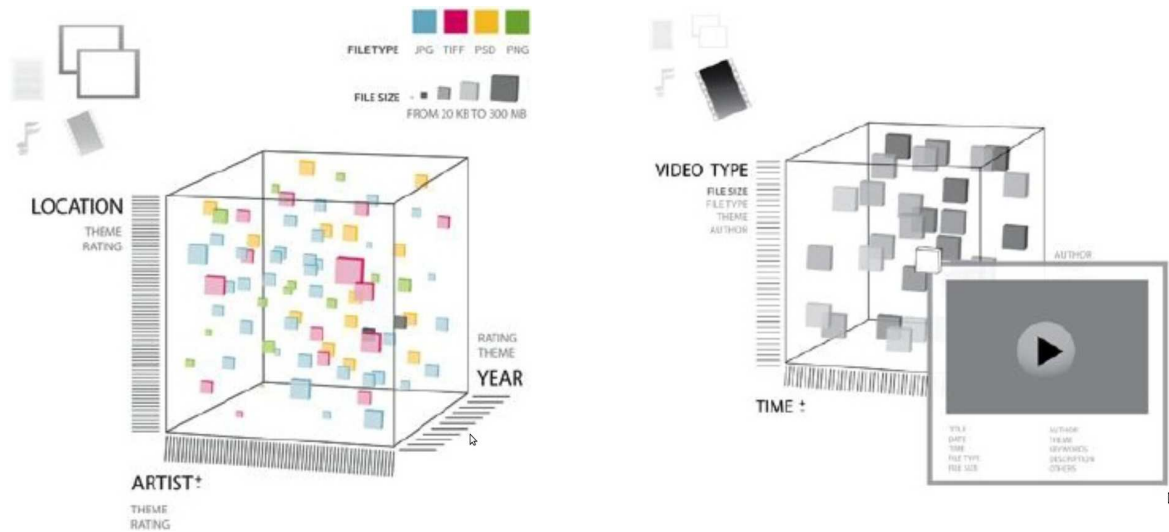 FILETYPE JPG TIFF PSD PNG
FILE SIZE
FROM 20 KB TO 300 MB
LOCATION
THEME
RATING
RATING
THEME
YEAR
ARTIST±
THEME
RATING
VIDEO TYPE
FILE SIZE
FILE TYPE
THEME
AUTHOR
AUTHOR
TIME ±
TITLE AUTHOR
DATE THEME
TIME KEYWORDS
FILE TYPE DESCRIPTION
FILE SIZE OTHERS